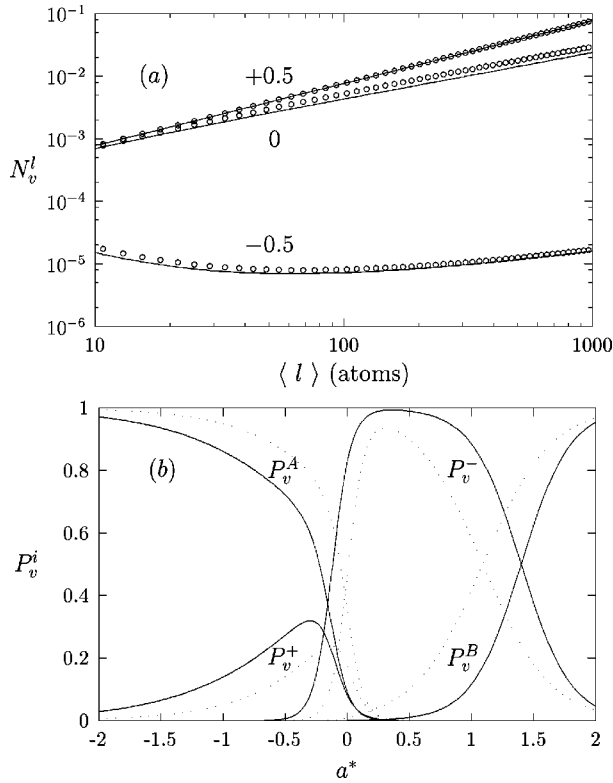 10^{-1}
10^{-2}
10^{-3}
10^{-4}
10^{-5}
10^{-6}
N_v^l
(a)
+0.5
0
−0.5
10 100 1000
⟨ l ⟩ (atoms)
1
0.8
0.6
0.4
0.2
0
P_v^i
(b)
P_v^A
P_v^-
P_v^+
P_v^B
-2 -1.5 -1 -0.5 0 0.5 1 1.5 2
a*